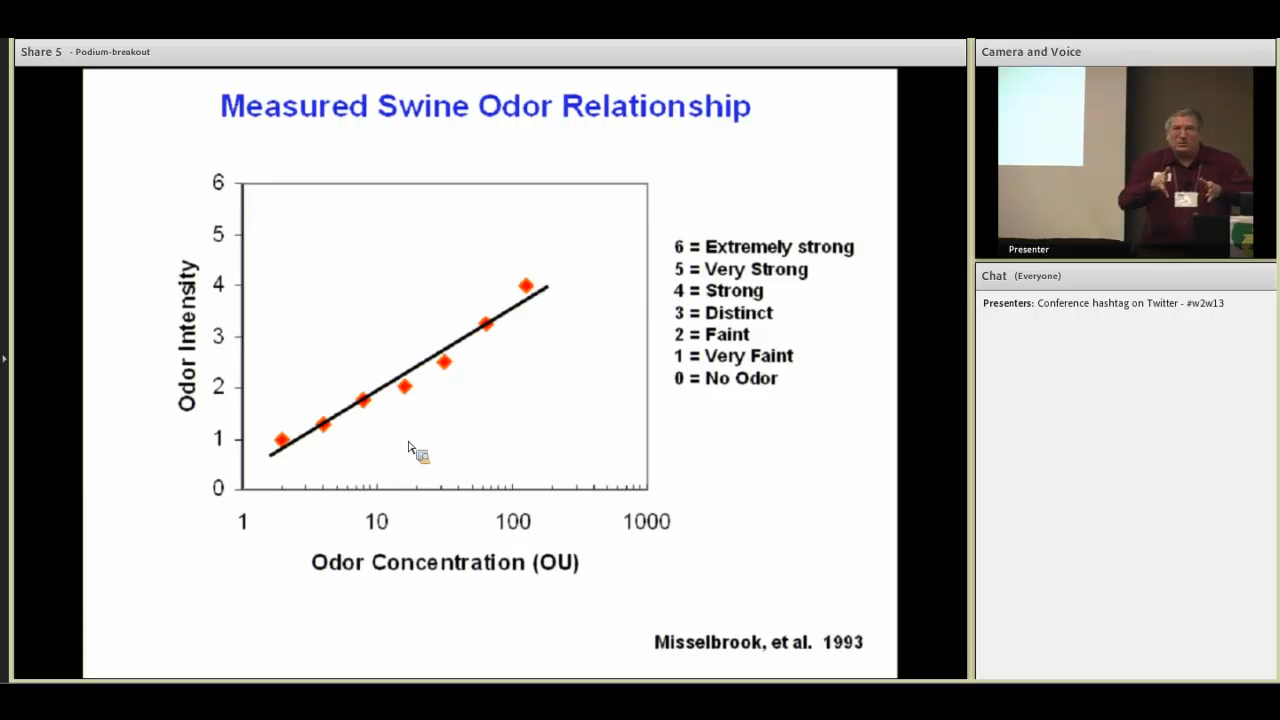 Share 5 - Podium-breakout
Measured Swine Odor Relationship
6
5
4
3
2
1
0
Odor Intensity
1 10 100 1000
Odor Concentration (OU)
6 = Extremely strong
5 = Very Strong
4 = Strong
3 = Distinct
2 = Faint
1 = Very Faint
0 = No Odor
Misselbrook, et al. 1993
Camera and Voice
Presenter
Chat (Everyone)
Presenters: Conference hashtag on Twitter - #w2w13